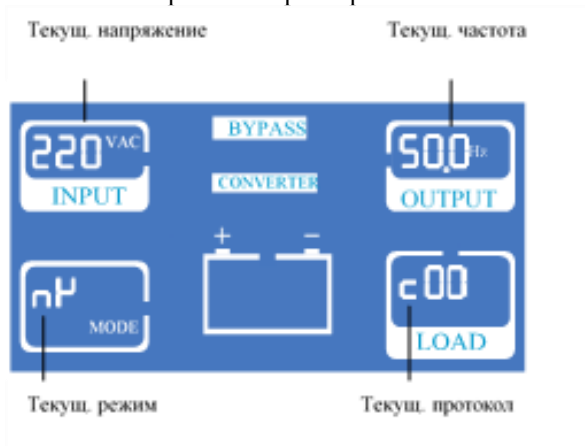 Текущ. напряжение
Текущ. частота
220 VAC
INPUT
BYPASS
CONVERTER
50.0 Hz
OUTPUT
+ −
MODE
c00
LOAD
Текущ. режим
Текущ. протокол